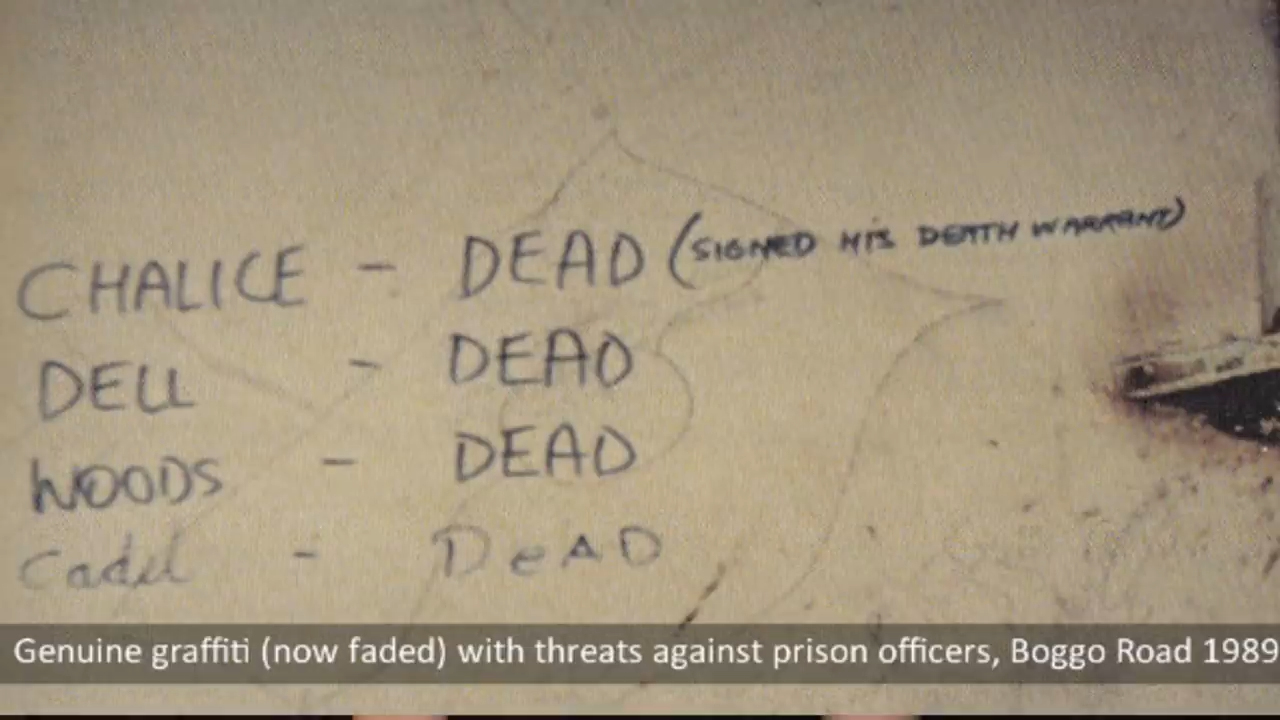 CHALICE - DEAD (SIGNED HIS DEATH WARRANT)
DELL - DEAD
WOODS - DEAD
Cadel - DeAD
Genuine graffiti (now faded) with threats against prison officers, Boggo Road 1989